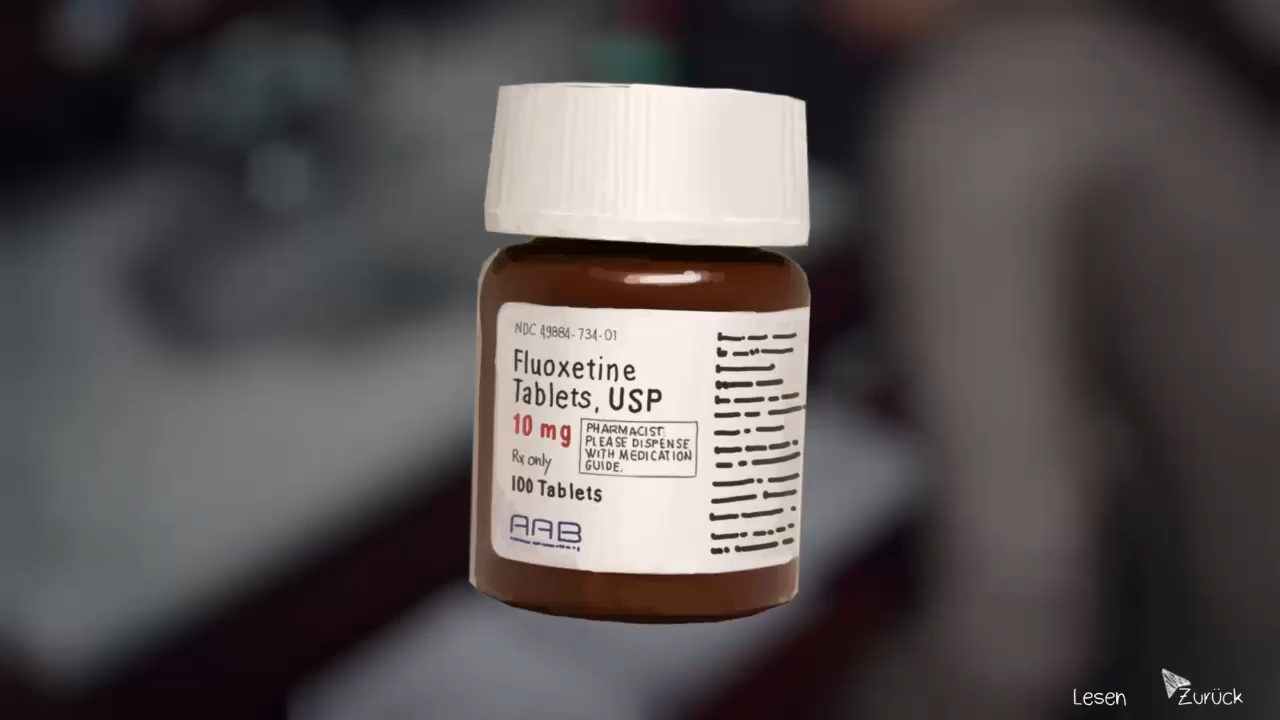 NDC 49884-734-01
Fluoxetine
Tablets, USP
10 mg
PHARMACIST:
PLEASE DISPENSE
WITH MEDICATION
GUIDE.
Rx only
100 Tablets
AAB
Lesen
Zurück